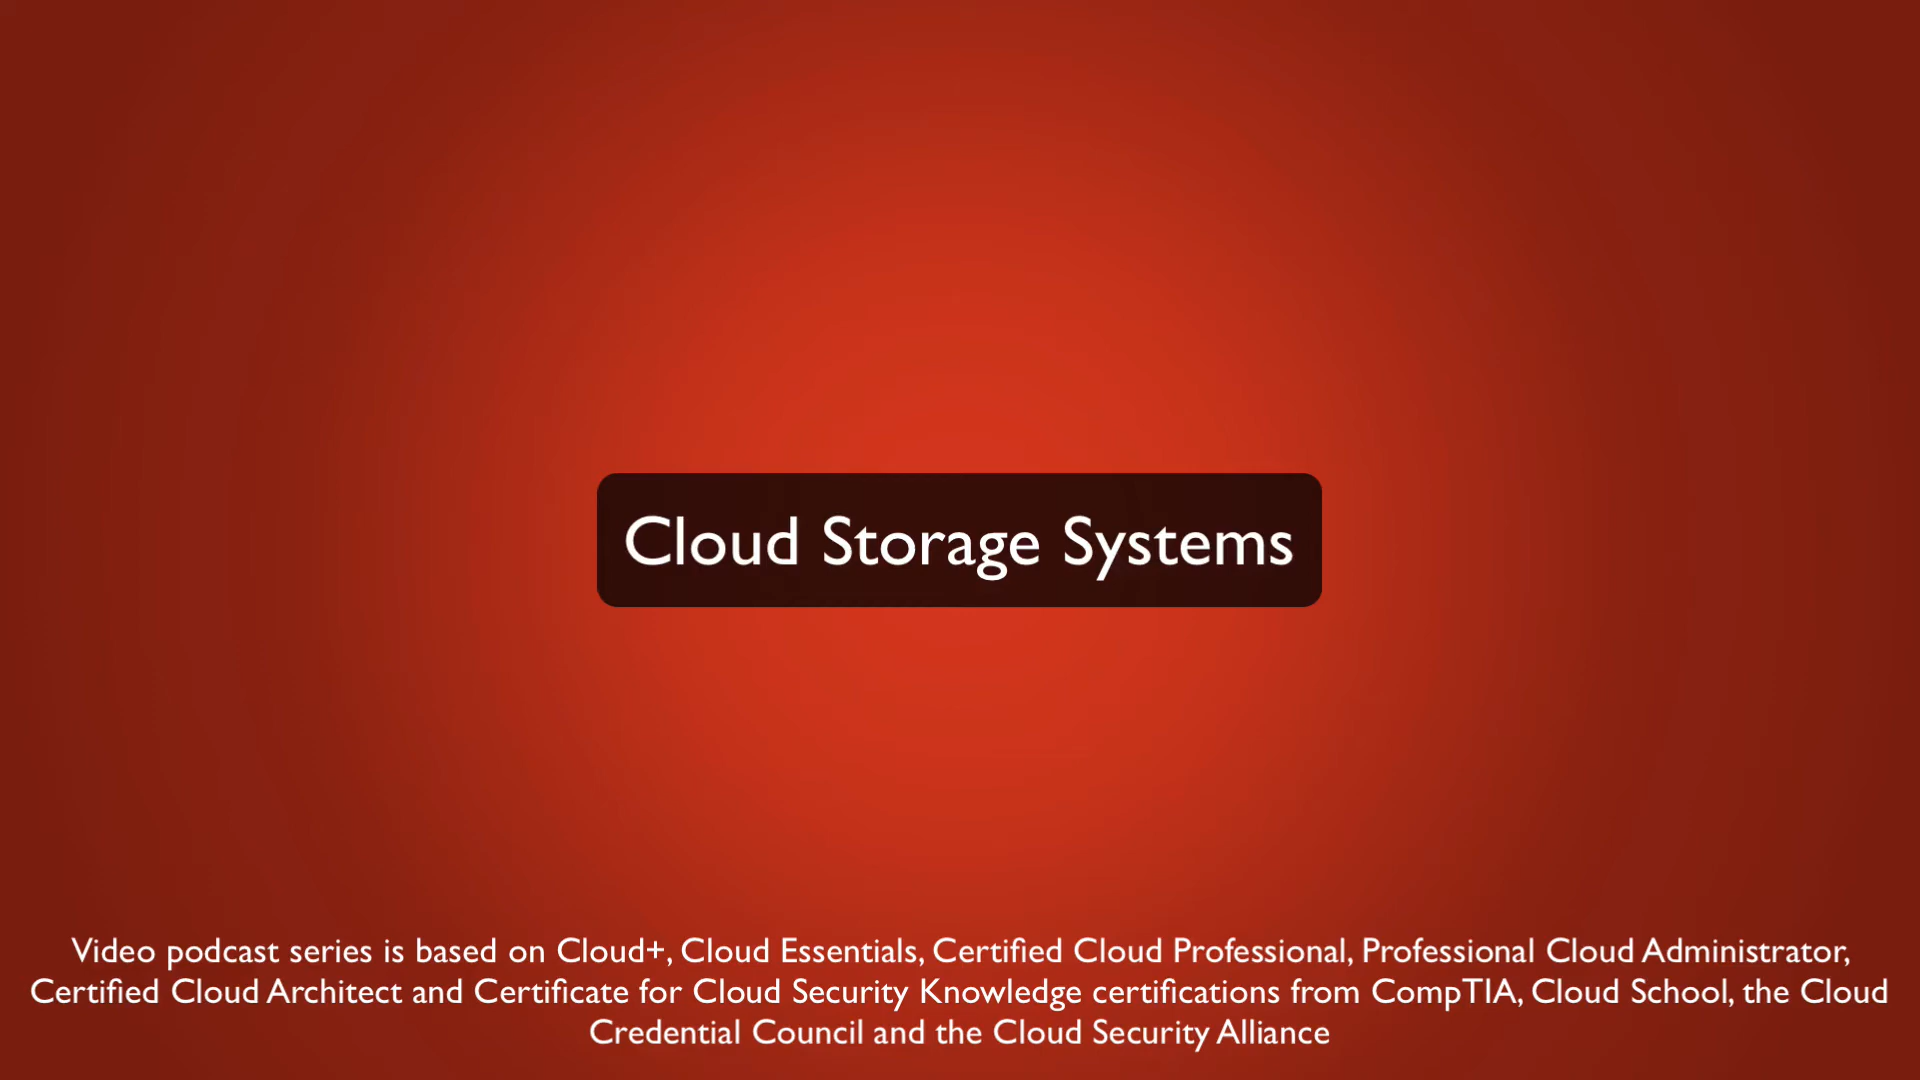 Cloud Storage Systems
Video podcast series is based on Cloud+, Cloud Essentials, Certified Cloud Professional, Professional Cloud Administrator,
Certified Cloud Architect and Certificate for Cloud Security Knowledge certifications from CompTIA, Cloud School, the Cloud
Credential Council and the Cloud Security Alliance